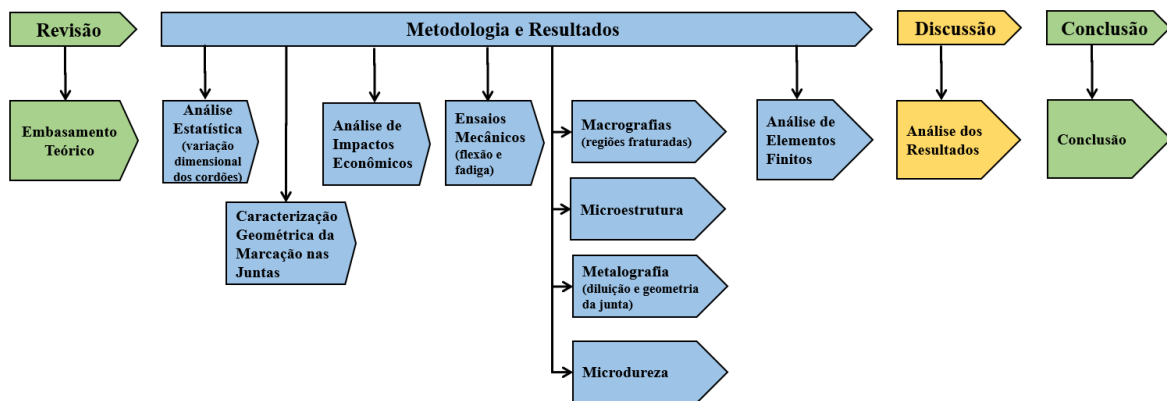 Revisão
Metodologia e Resultados
Discussão
Conclusão
Embasamento
Teórico
Análise
Estatística
(variação
dimensional
dos cordões)
Caracterização
Geométrica da
Marcação nas
Juntas
Análise de
Impactos
Econômicos
Ensaios
Mecânicos
(flexão e
fadiga)
Macrografias
(regiões fraturadas)
Microestrutura
Metalografia
(diluição e geometria
da junta)
Microdureza
Análise de
Elementos
Finitos
Análise dos
Resultados
Conclusão